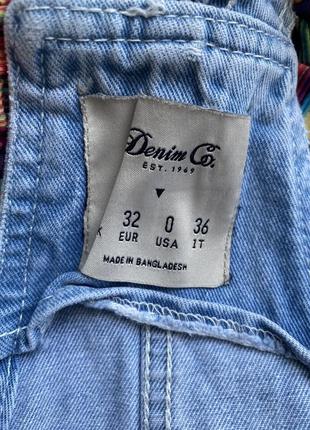 Denim Co.
EST. 1969
32 0 36
K EUR USA IT
MADE IN BANGLADESH